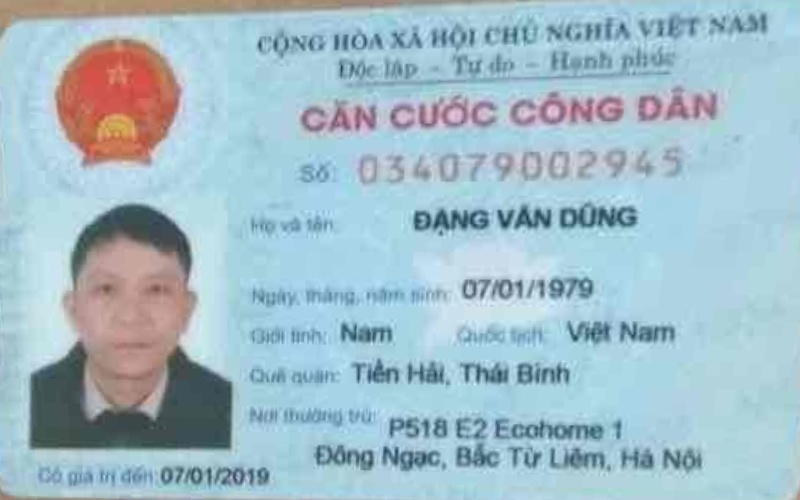 CỘNG HÒA XÃ HỘI CHỦ NGHĨA VIỆT NAM
Độc lập - Tự do - Hạnh phúc
CĂN CƯỚC CÔNG DÂN
Số: 034079002945
Họ và tên: ĐẶNG VĂN DŨNG
Ngày, tháng, năm sinh: 07/01/1979
Giới tính: Nam Quốc tịch: Việt Nam
Quê quán: Tiền Hải, Thái Bình
Nơi thường trú: P518 E2 Ecohome 1
Đông Ngạc, Bắc Từ Liêm, Hà Nội
Có giá trị đến: 07/01/2019